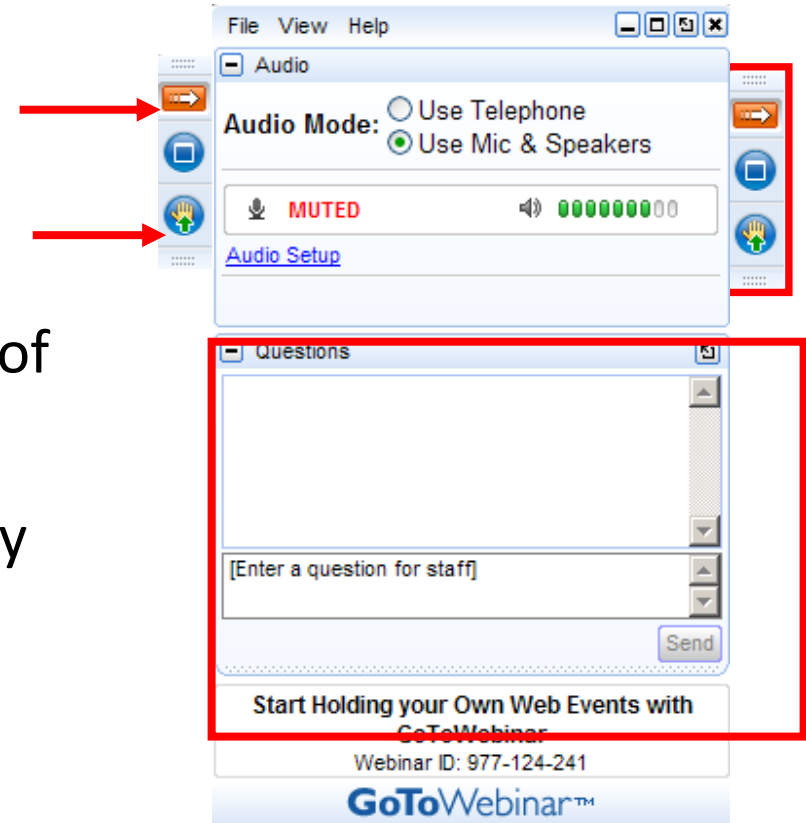 File View Help
Audio
Audio Mode:
Use Telephone
Use Mic & Speakers
MUTED
Audio Setup
of
Questions
y
[Enter a question for staff]
Send
Start Holding your Own Web Events with
GoToWebinar
Webinar ID: 977-124-241
GoToWebinar™